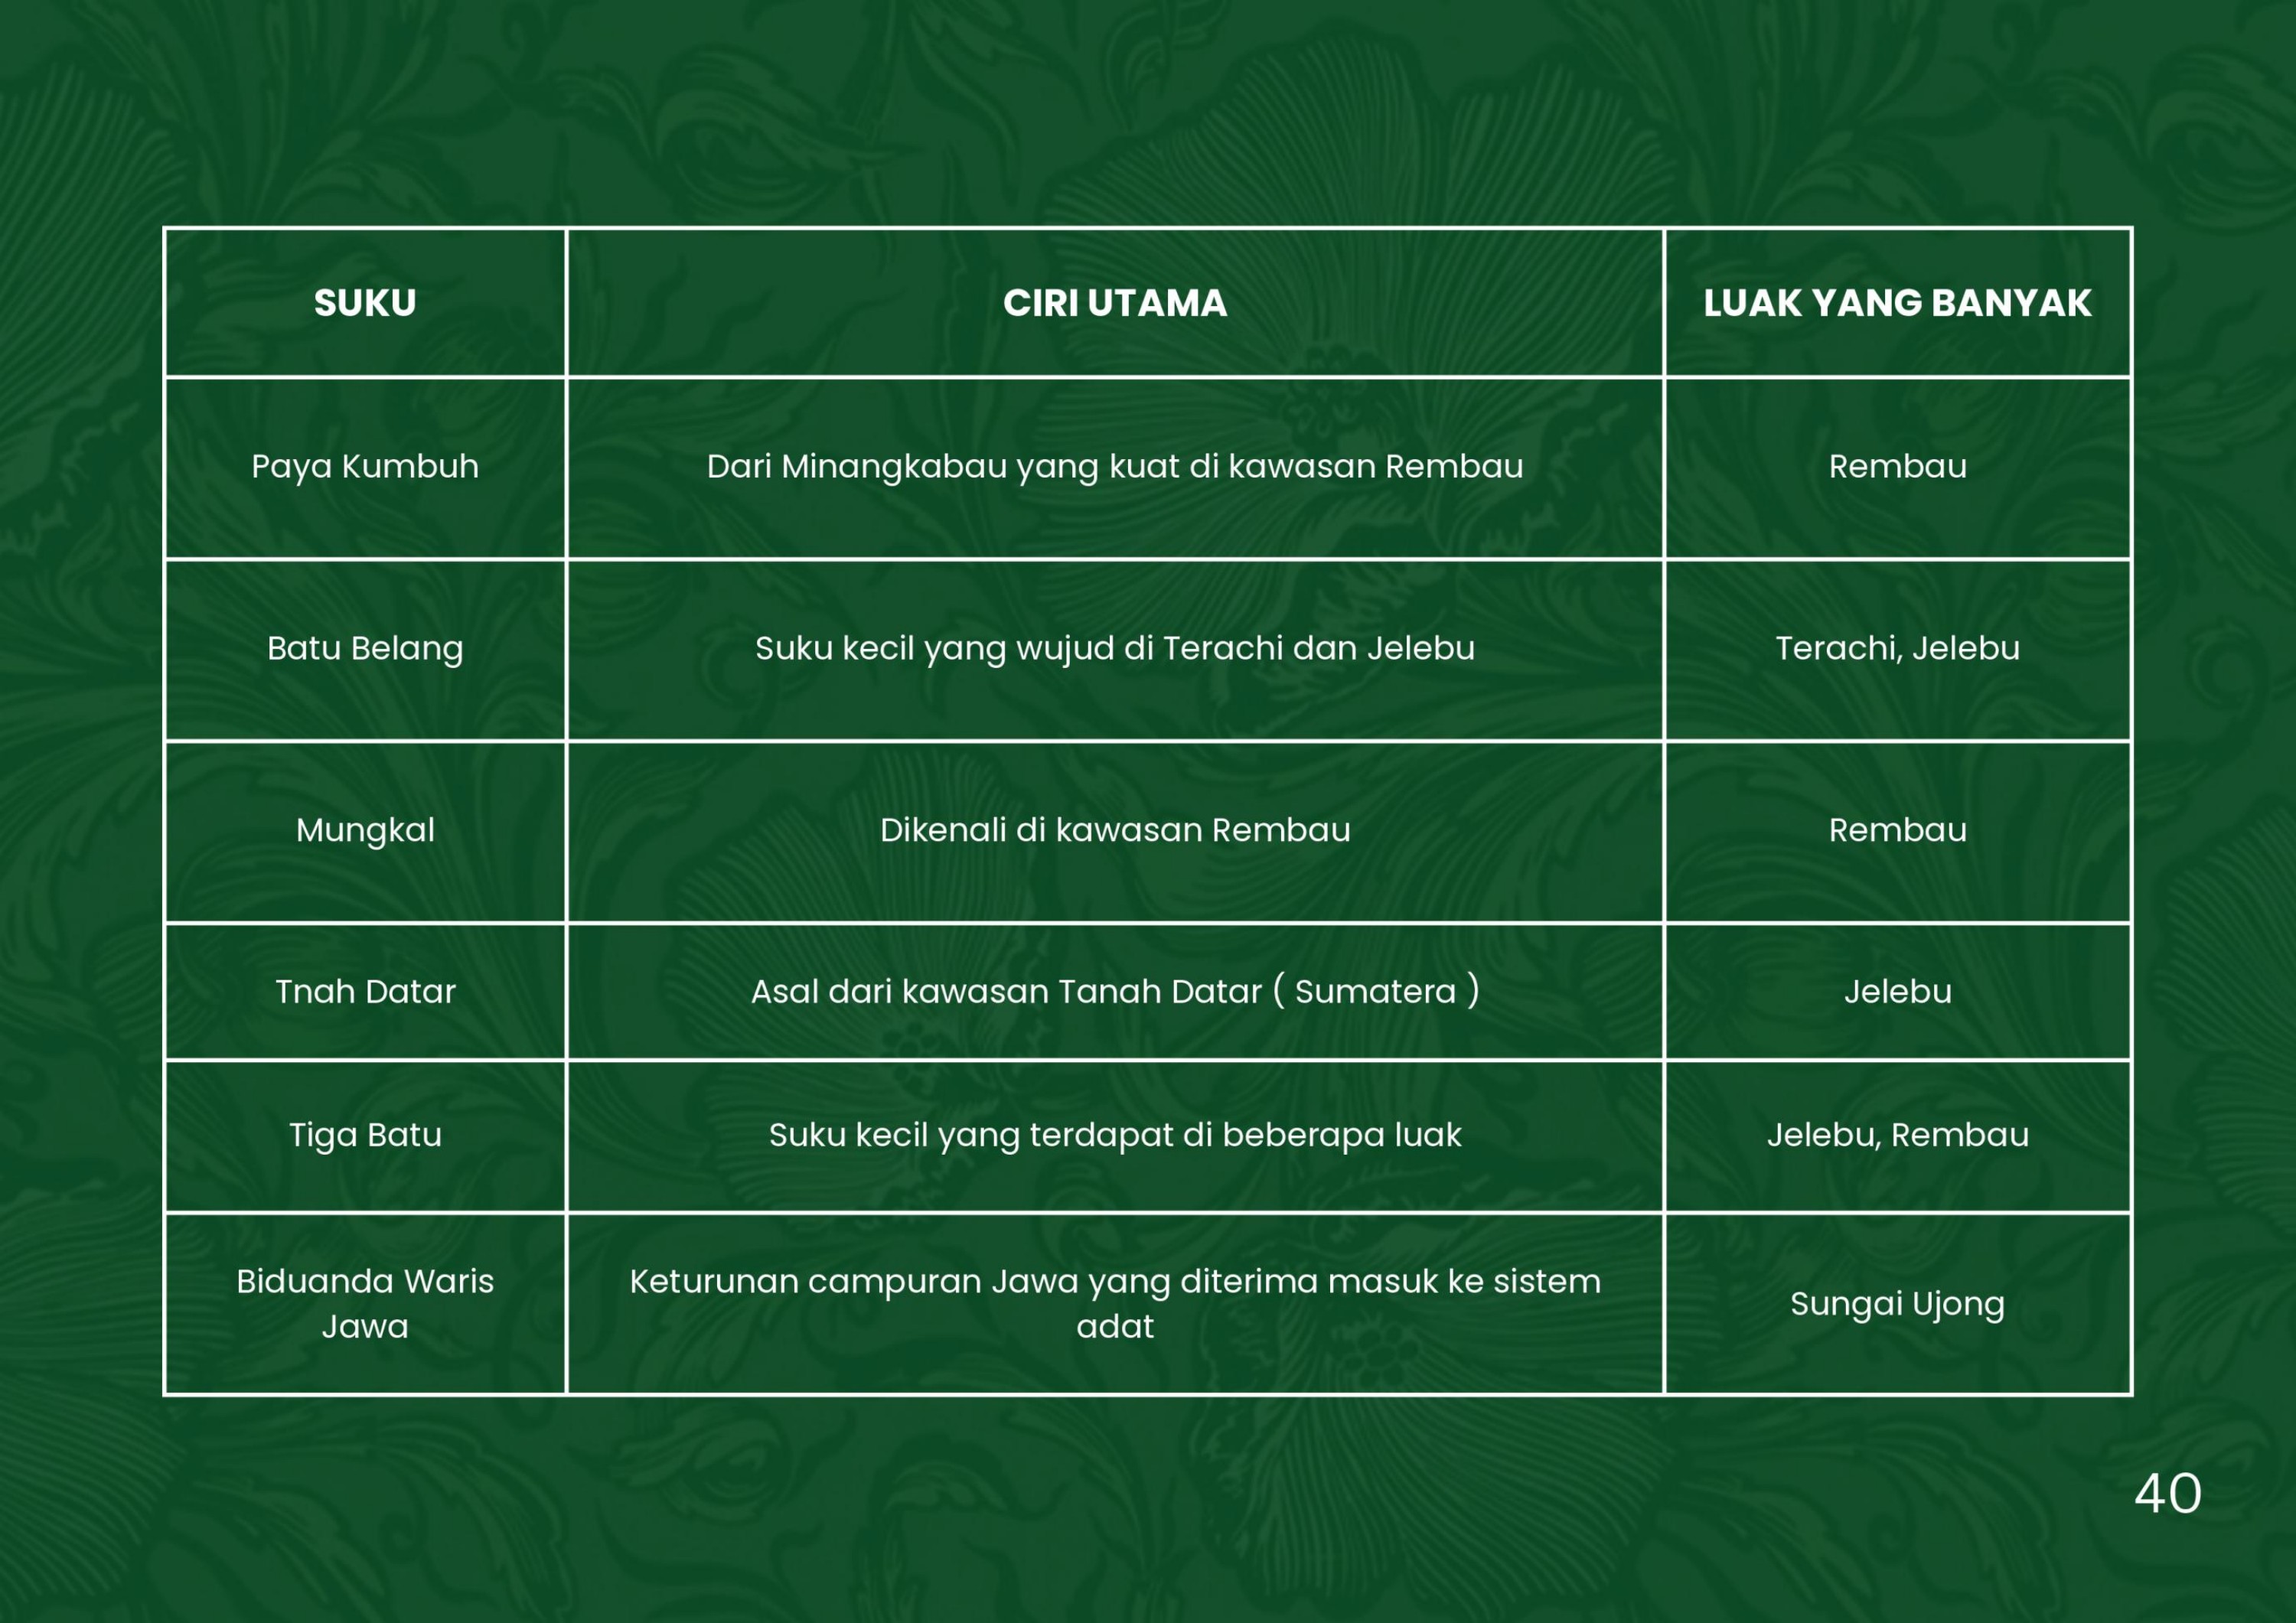 SUKU
CIRI UTAMA
LUAK YANG BANYAK
Paya Kumbuh
Dari Minangkabau yang kuat di kawasan Rembau
Rembau
Batu Belang
Suku kecil yang wujud di Terachi dan Jelebu
Terachi, Jelebu
Mungkal
Dikenali di kawasan Rembau
Rembau
Tnah Datar
Asal dari kawasan Tanah Datar ( Sumatera )
Jelebu
Tiga Batu
Suku kecil yang terdapat di beberapa luak
Jelebu, Rembau
Biduanda Waris
Jawa
Keturunan campuran Jawa yang diterima masuk ke sistem
adat
Sungai Ujong
40